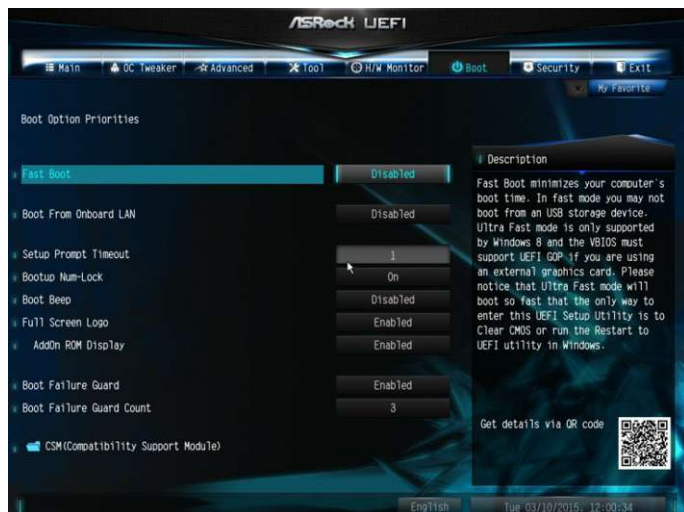 ASRock UEFI
Main
OC Tweaker
Advanced
Tool
H/W Monitor
Boot
Security
Exit
My Favorite
Boot Option Priorities
Fast Boot Disabled
Boot From Onboard LAN Disabled
Setup Prompt Timeout 1
Bootup Num-Lock On
Boot Beep Disabled
Full Screen Logo Enabled
AddOn ROM Display Enabled
Boot Failure Guard Enabled
Boot Failure Guard Count 3
CSM(Compatibility Support Module)
Description
Fast Boot minimizes your computer's
boot time. In fast mode you may not
boot from an USB storage device.
Ultra Fast mode is only supported
by Windows 8 and the VBIOS must
support UEFI GOP if you are using
an external graphics card. Please
notice that Ultra Fast mode will
boot so fast that the only way to
enter this UEFI Setup Utility is to
Clear CMOS or run the Restart to
UEFI utility in Windows.
Get details via QR code
English
Tue 03/10/2015, 12:00:34